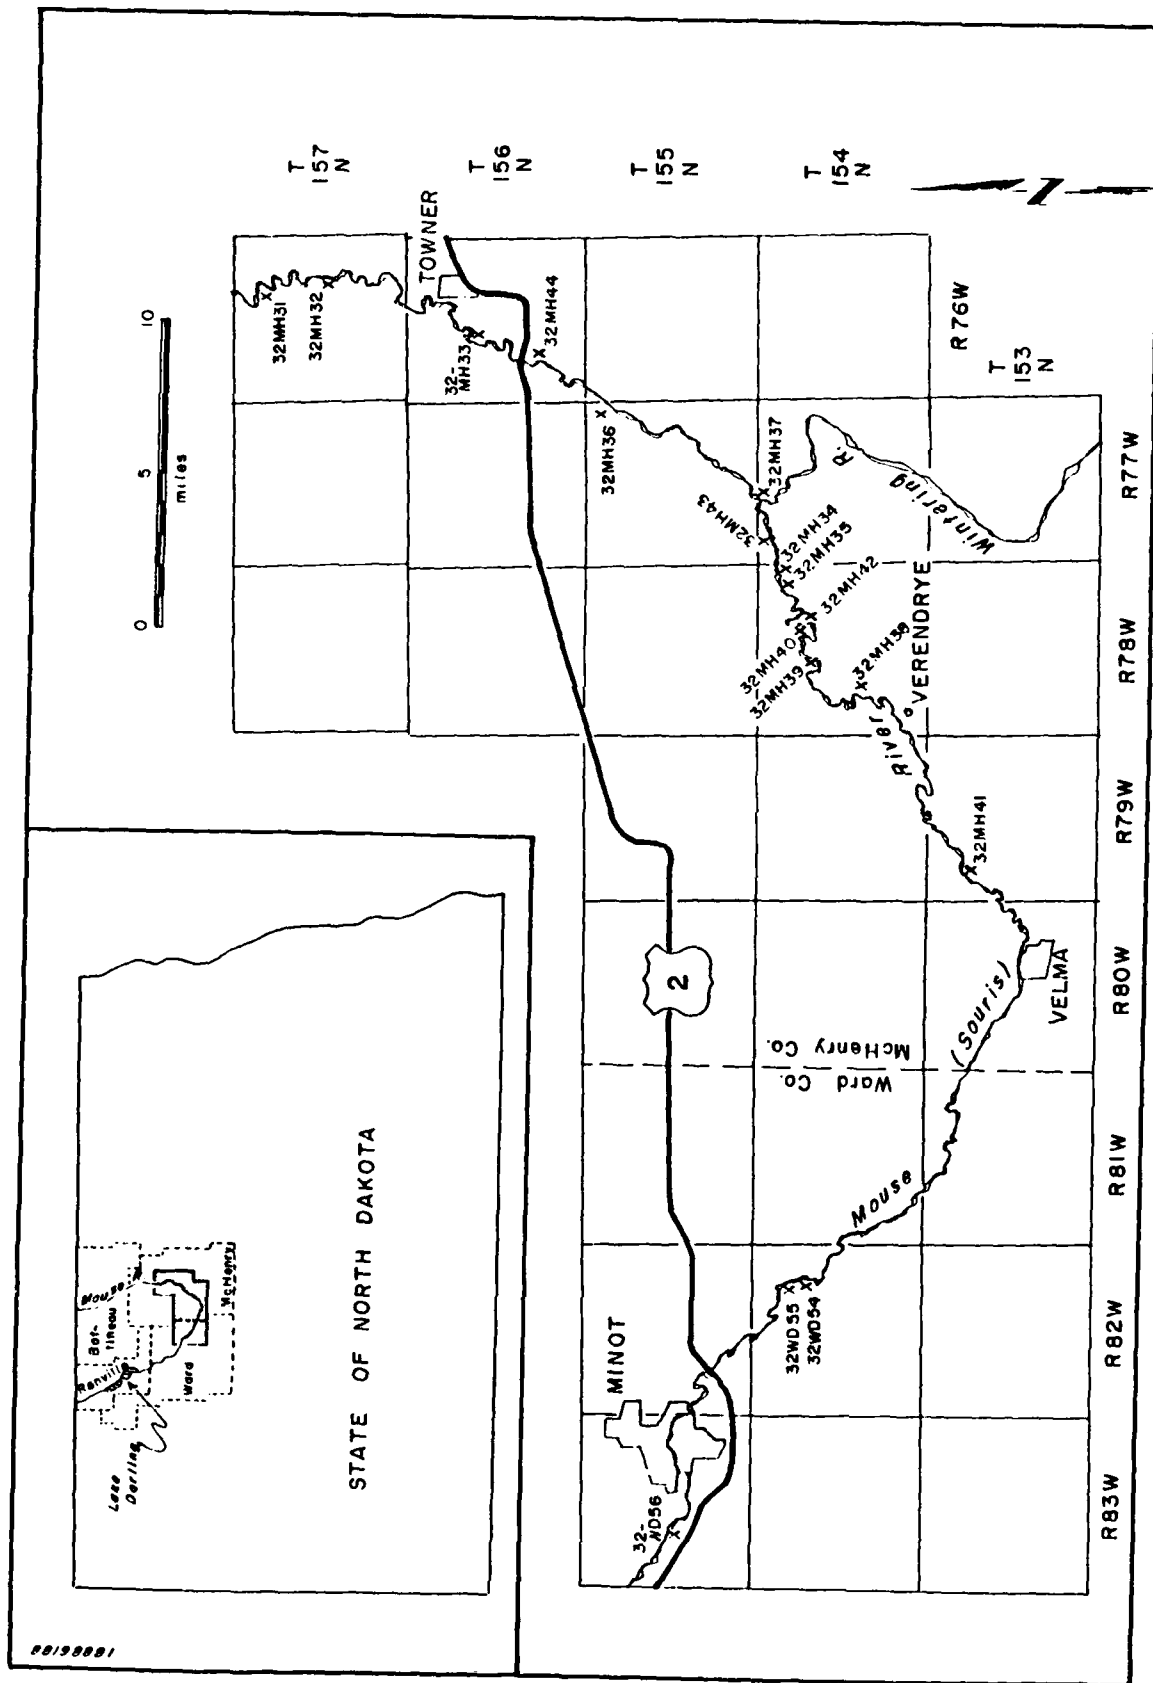 STATE OF NORTH DAKOTA
Renville
Bot-
tineau
Mouse
Ward
McHenry
Lake
Darling
0
5
10
miles
T
157
N
T
156
N
T
155
N
T
154
N
T
153
N
R76W
R77W
R78W
R79W
R80W
R81W
R82W
R83W
TOWNER
32MH31
32MH32
32-
MH33
32MH44
32MH36
32MH37
32MH43
32MH34
32MH35
32MH42
32MH40
32MH39
32MH38
32MH41
Wintering
R.
VERENDRYE
River
(Souris)
Mouse
VELMA
2
McHenry Co.
Ward Co.
MINOT
32WD55
32WD54
32-
WD56
N